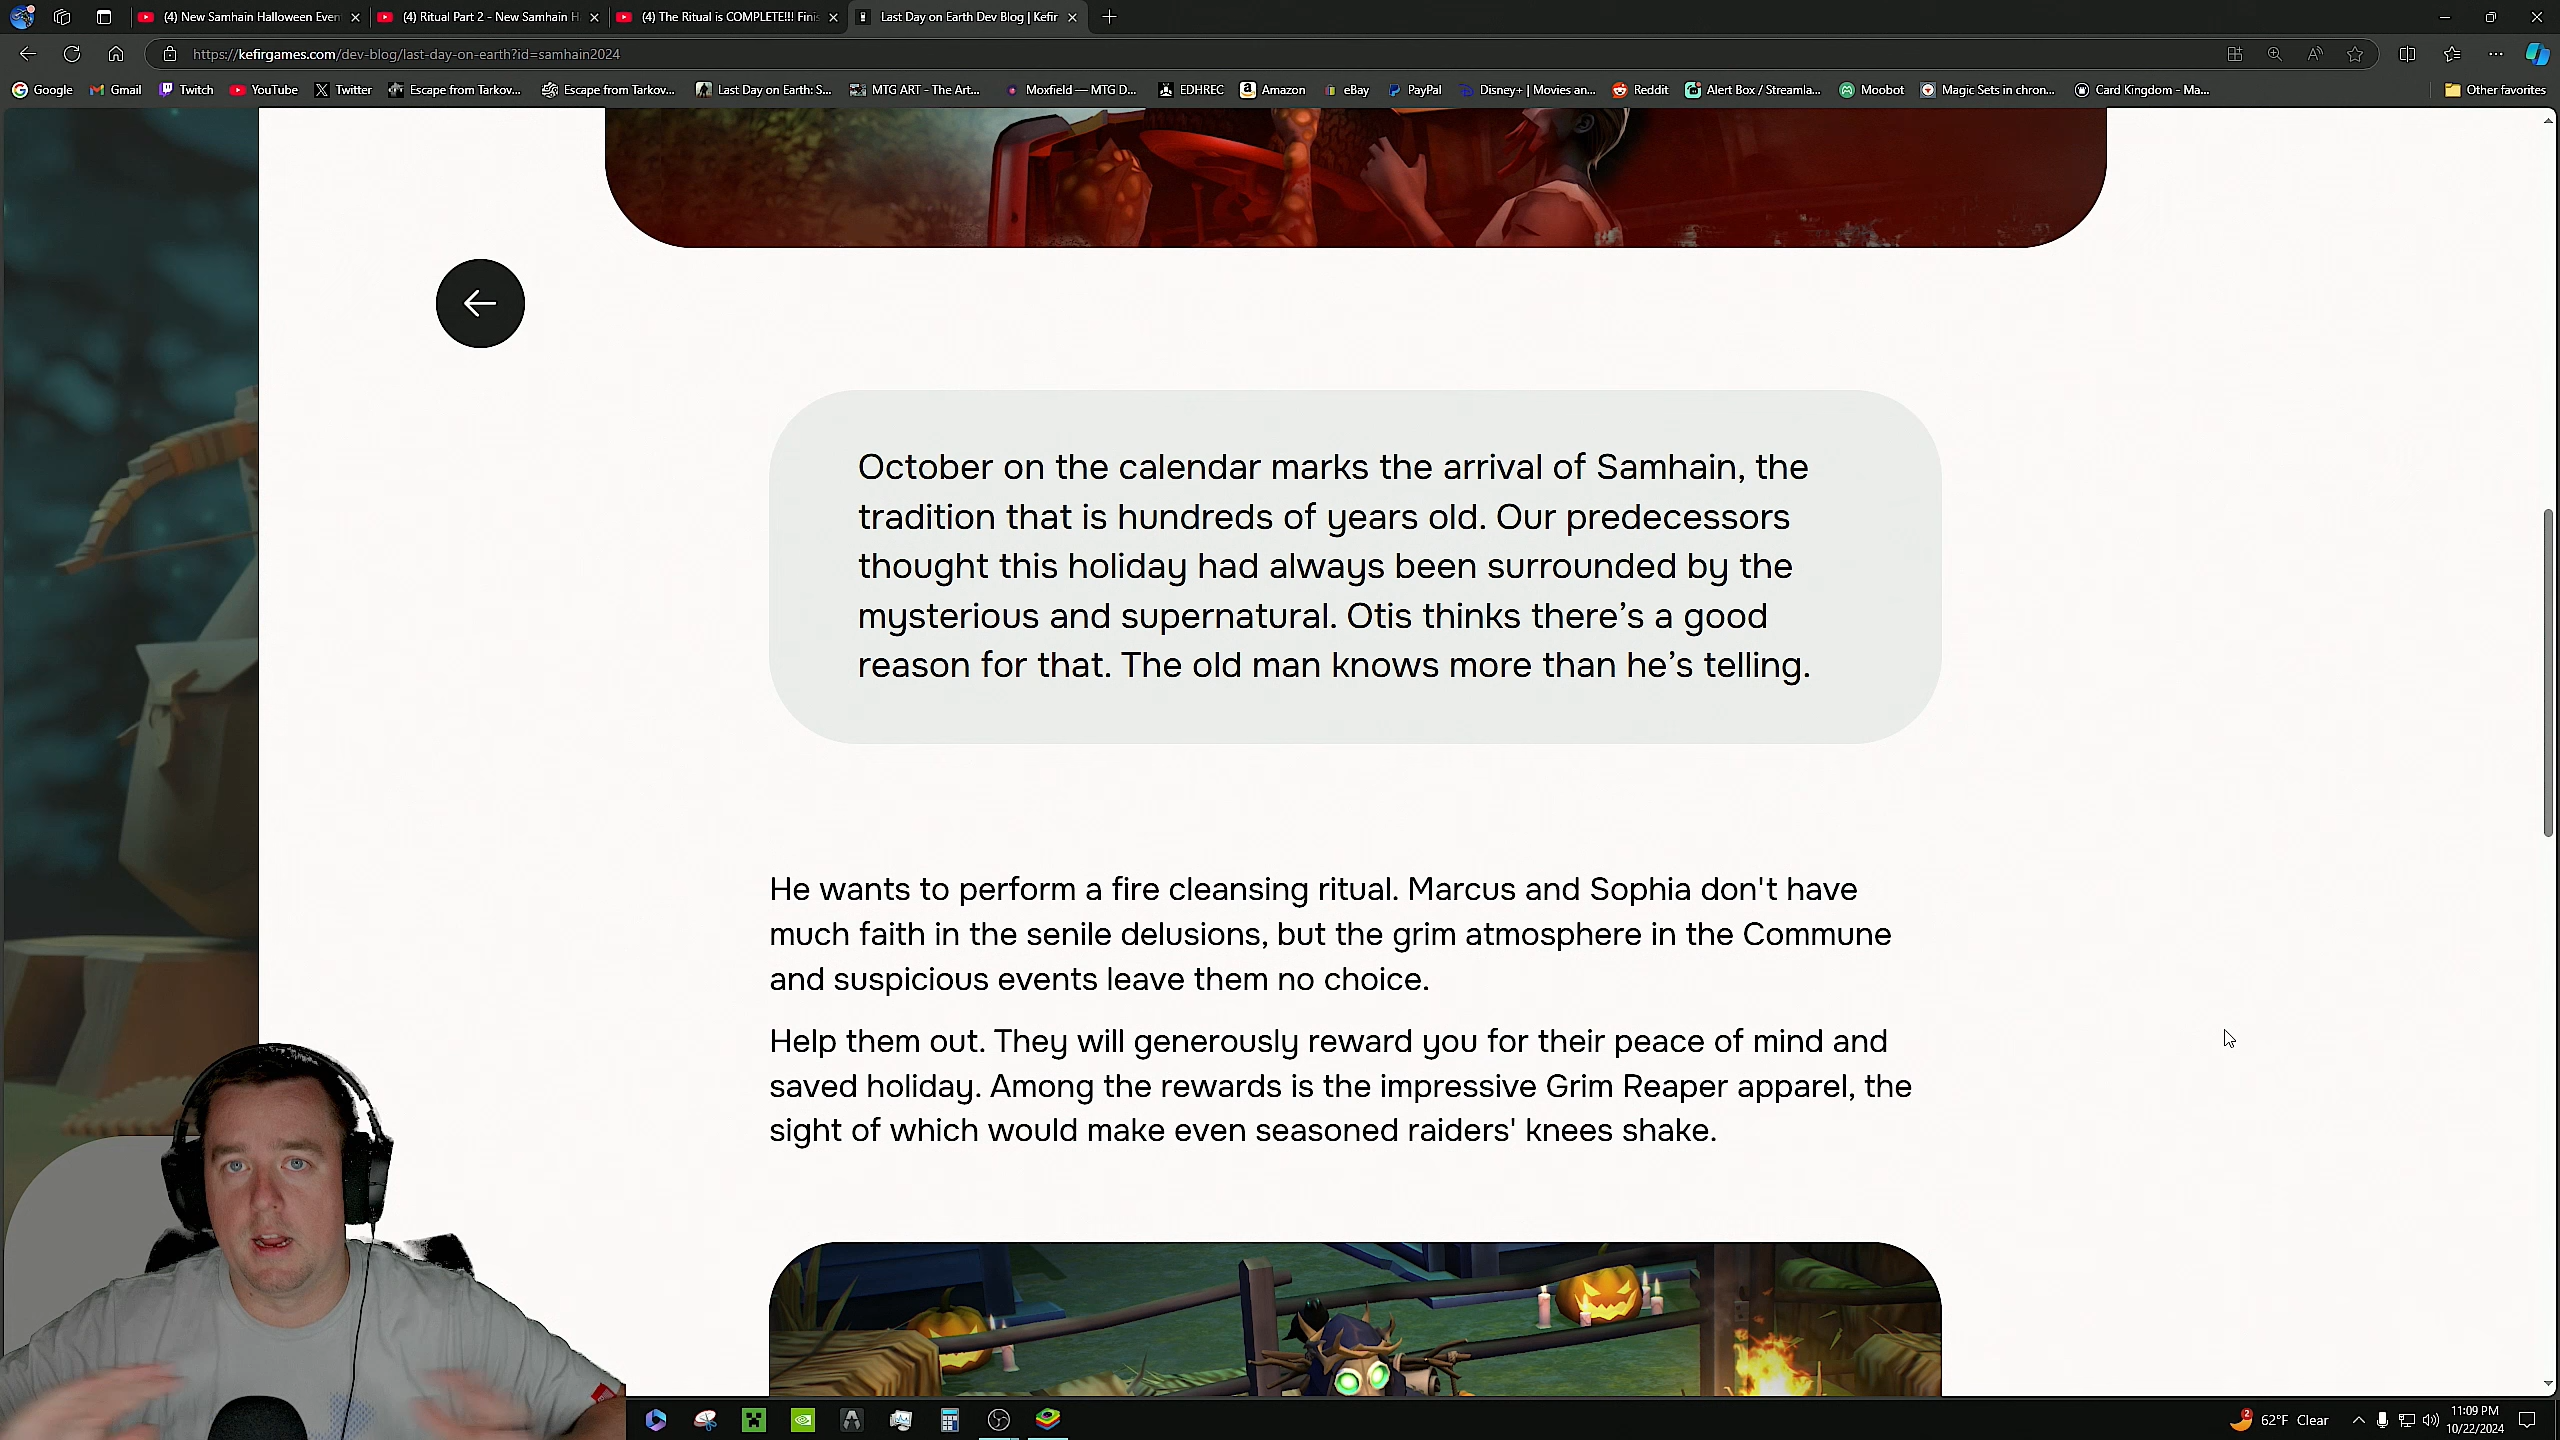 (4) New Samhain Halloween Even
(4) Ritual Part 2 - New Samhain H
(4) The Ritual is COMPLETE!!! Finis
Last Day on Earth Dev Blog | Kefir
https://kefirgames.com/dev-blog/last-day-on-earth?id=samhain2024
Google
Gmail
Twitch
YouTube
Twitter
Escape from Tarkov...
Escape from Tarkov...
Last Day on Earth: S...
MTG ART - The Art...
Moxfield — MTG D...
EDHREC
Amazon
eBay
PayPal
Disney+ | Movies an...
Reddit
Alert Box / Streamla...
Moobot
Magic Sets in chron...
Card Kingdom - Ma...
Other favorites
October on the calendar marks the arrival of Samhain, the
tradition that is hundreds of years old. Our predecessors
thought this holiday had always been surrounded by the
mysterious and supernatural. Otis thinks there’s a good
reason for that. The old man knows more than he’s telling.
He wants to perform a fire cleansing ritual. Marcus and Sophia don't have
much faith in the senile delusions, but the grim atmosphere in the Commune
and suspicious events leave them no choice.
Help them out. They will generously reward you for their peace of mind and
saved holiday. Among the rewards is the impressive Grim Reaper apparel, the
sight of which would make even seasoned raiders' knees shake.
2
62°F Clear
11:09 PM
10/22/2024